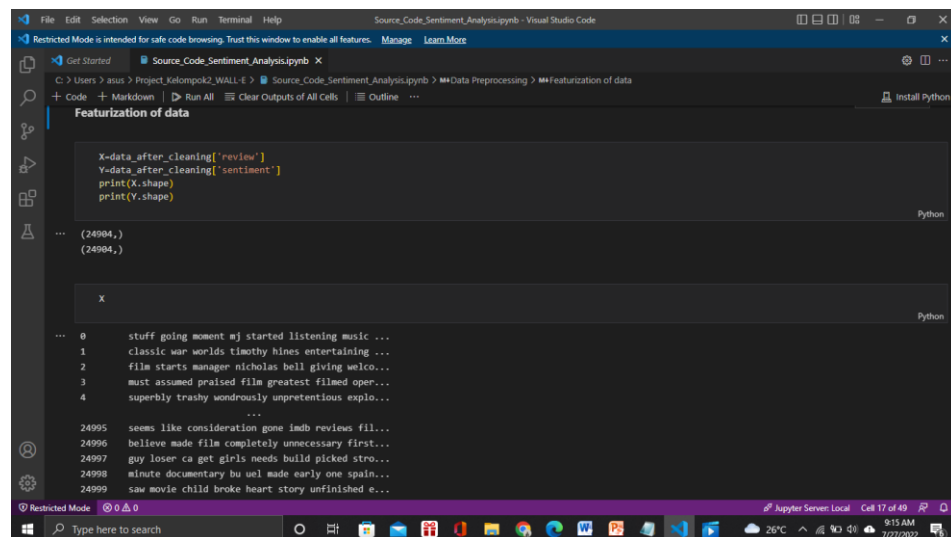 File Edit Selection View Go Run Terminal Help Source_Code_Sentiment_Analysis.ipynb - Visual Studio Code
Restricted Mode is intended for safe code browsing. Trust this window to enable all features. Manage Learn More
Get Started Source_Code_Sentiment_Analysis.ipynb
C: > Users > asus > Project_Kelompok2_WALL-E > Source_Code_Sentiment_Analysis.ipynb > M+Data Preprocessing > M+Featurization of data
+ Code + Markdown | Run All Clear Outputs of All Cells | Outline ... Install Python
Featurization of data
X=data_after_cleaning['review']
Y=data_after_cleaning['sentiment']
print(X.shape)
print(Y.shape)
Python
... (24904,)
(24904,)
X
Python
... 0 stuff going moment mj started listening music ...
1 classic war worlds timothy hines entertaining ...
2 film starts manager nicholas bell giving welco...
3 must assumed praised film greatest filmed oper...
4 superbly trashy wondrously unpretentious explo...
...
24995 seems like consideration gone imdb reviews fil...
24996 believe made film completely unnecessary first...
24997 guy loser ca get girls needs build picked stro...
24998 minute documentary bu uel made early one spain...
24999 saw movie child broke heart story unfinished e...
Restricted Mode 0 0 Jupyter Server: Local Cell 17 of 49
Type here to search 26°C 9:15 AM
7/27/2022